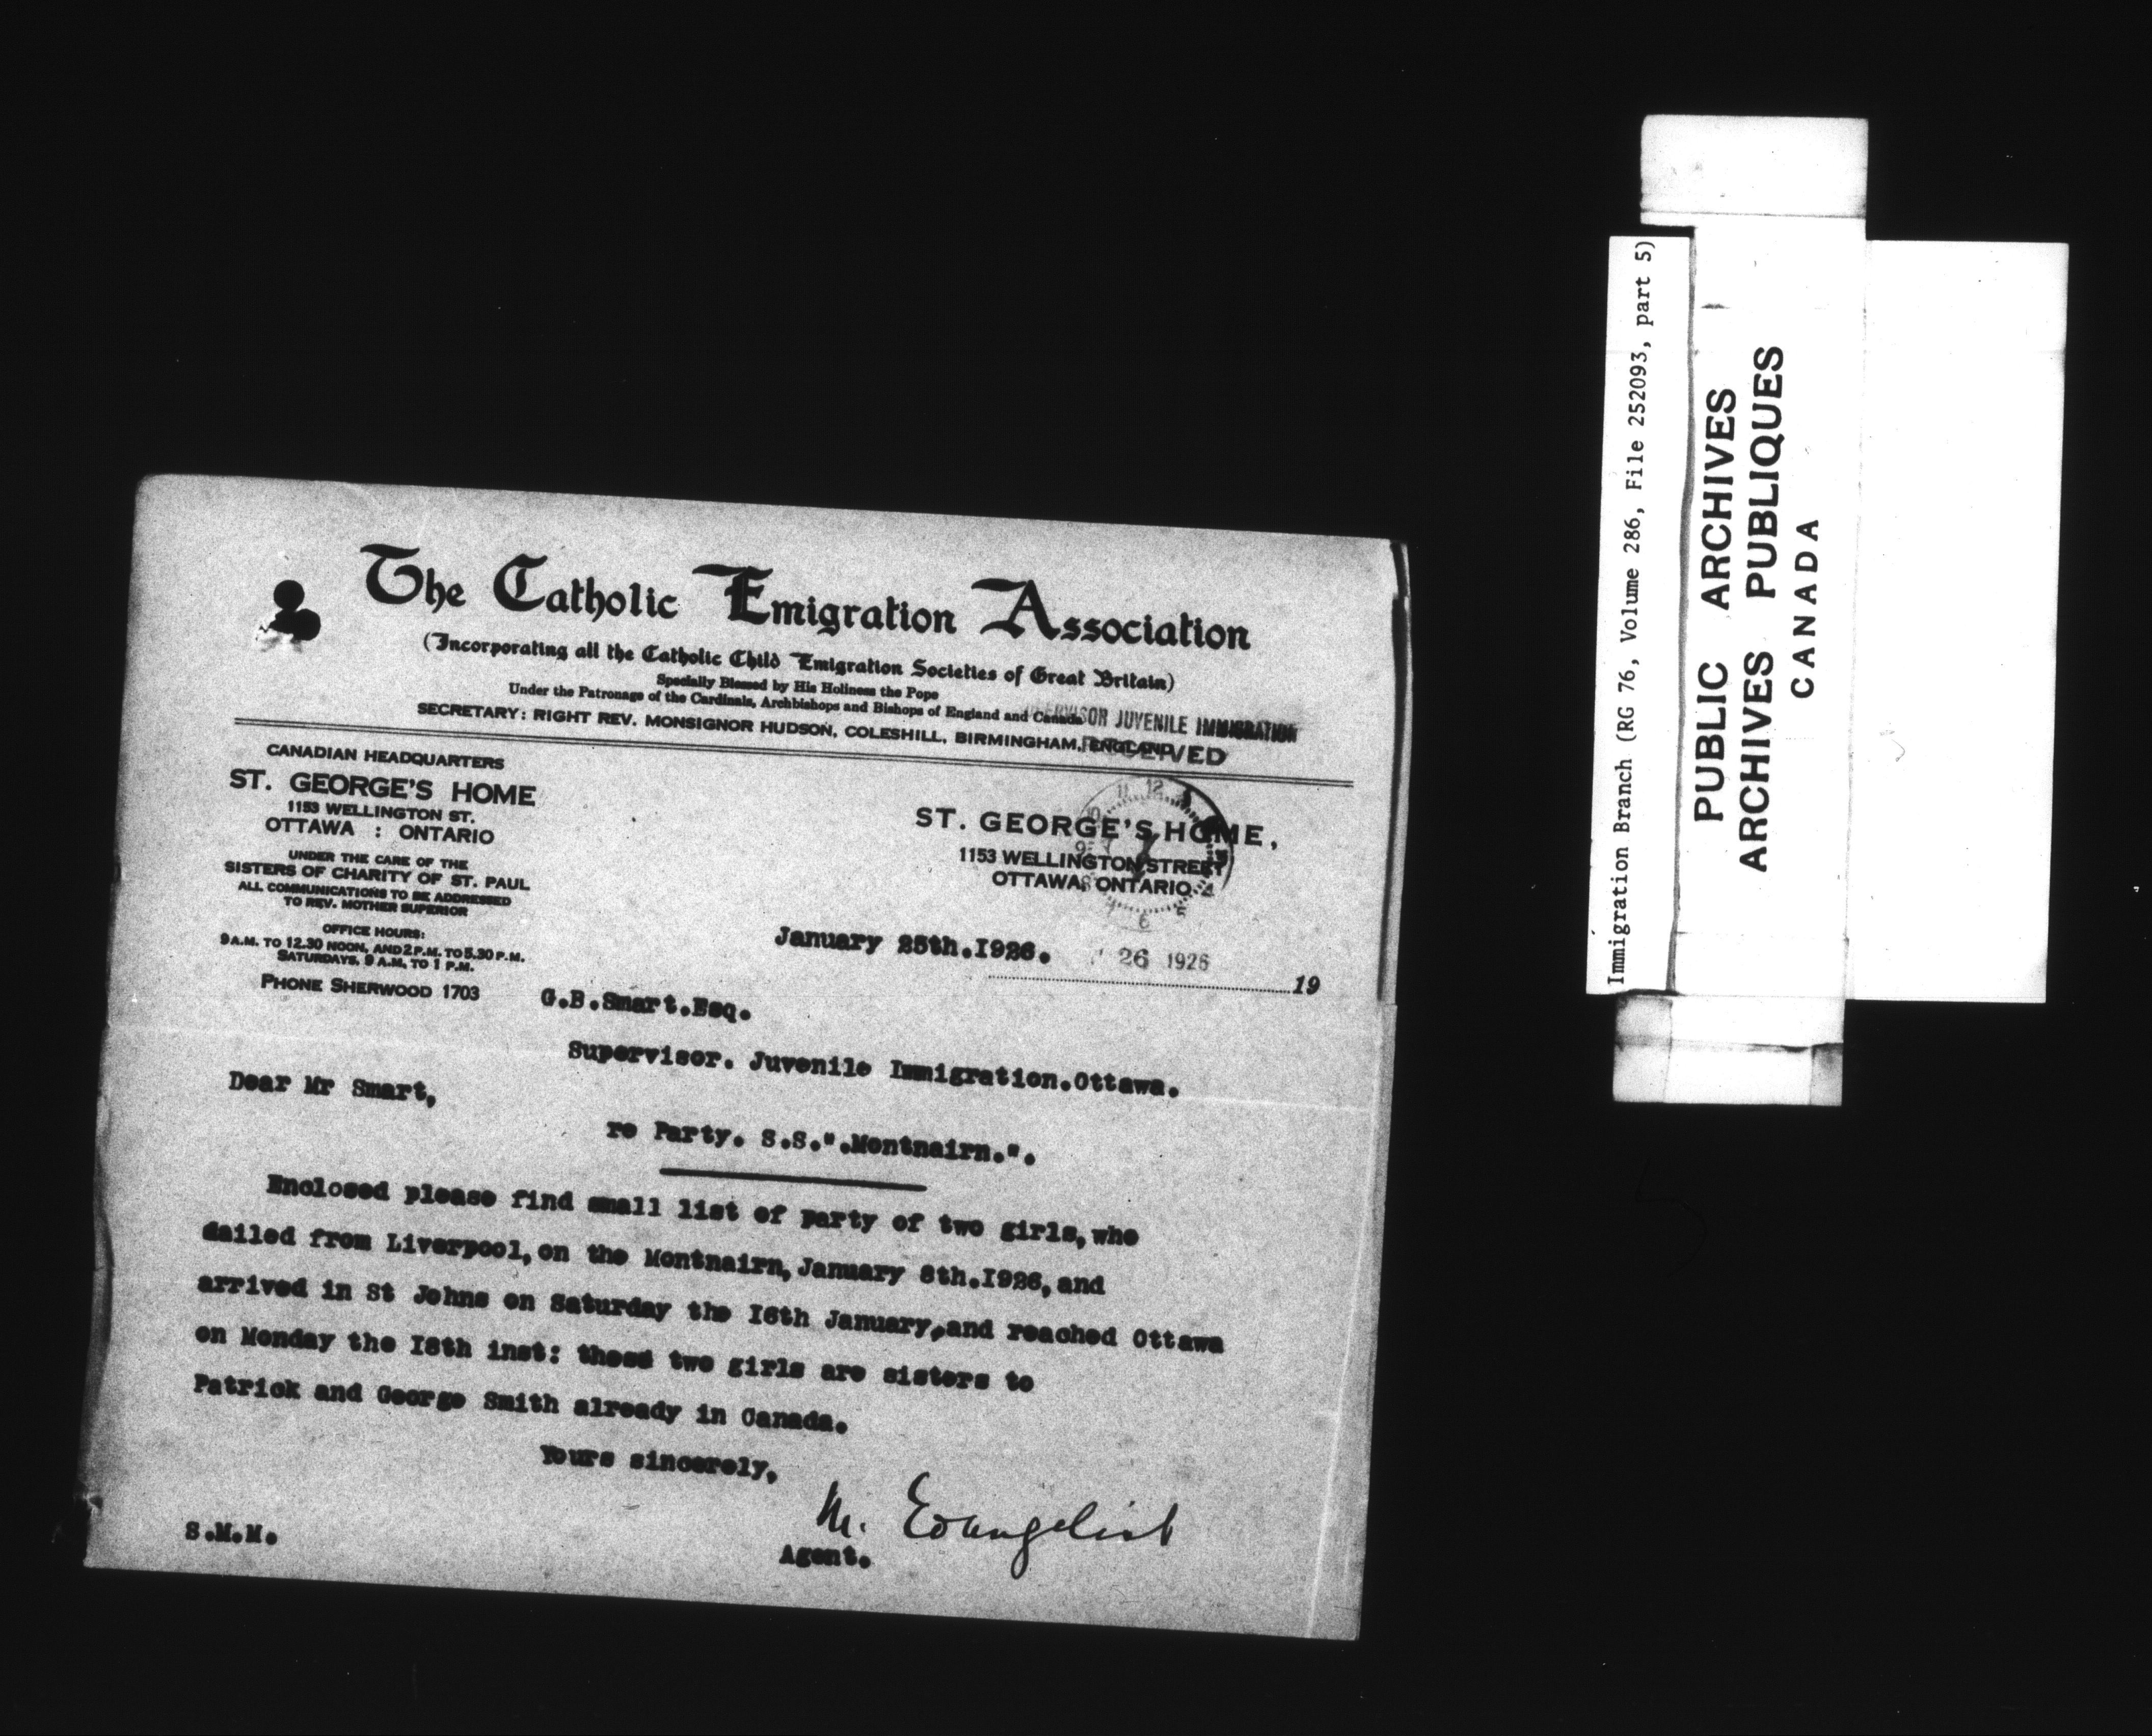 The Catholic Emigration Association
(Incorporating all the Catholic Child Emigration Societies of Great Britain)
Specially Blessed by His Holiness the Pope
Under the Patronage of the Cardinals, Archbishops and Bishops of England and Canada
SECRETARY: RIGHT REV. MONSIGNOR HUDSON, COLESHILL, BIRMINGHAM, ENGLAND.
SUPERVISOR JUVENILE IMMIGRATION
RECEIVED
CANADIAN HEADQUARTERS
ST. GEORGE'S HOME
1153 WELLINGTON ST.
OTTAWA : ONTARIO
UNDER THE CARE OF THE
SISTERS OF CHARITY OF ST. PAUL
ALL COMMUNICATIONS TO BE ADDRESSED
TO REV. MOTHER SUPERIOR
OFFICE HOURS:
9 A.M. TO 12.30 NOON, AND 2 P.M. TO 5.30 P.M.
SATURDAYS, 9 A.M. TO 1 P.M.
PHONE SHERWOOD 1703
ST. GEORGE'S HOME,
1153 WELLINGTON STREET
OTTAWA, ONTARIO
January 25th.I926.
26 1926
19
G.B.Smart.Esq.
Supervisor. Juvenile Immigration.Ottawa.
Dear Mr Smart,
re Party. S.S.".Montnairn.".
Enclosed please find small list of party of two girls,who
dailed from Liverpool,on the Montnairn,January 8th.I926,and
arrived in St Johns on Saturday the I6th January,and reached Ottawa
on Monday the I8th inst: these two girls are sisters to
Patrick and George Smith already in Canada.
Yours sincerely,
M. Evangelist
Agent.
S.M.M.
Immigration Branch (RG 76, Volume 286, File 252093, part 5)
PUBLIC ARCHIVES
ARCHIVES PUBLIQUES
CANADA